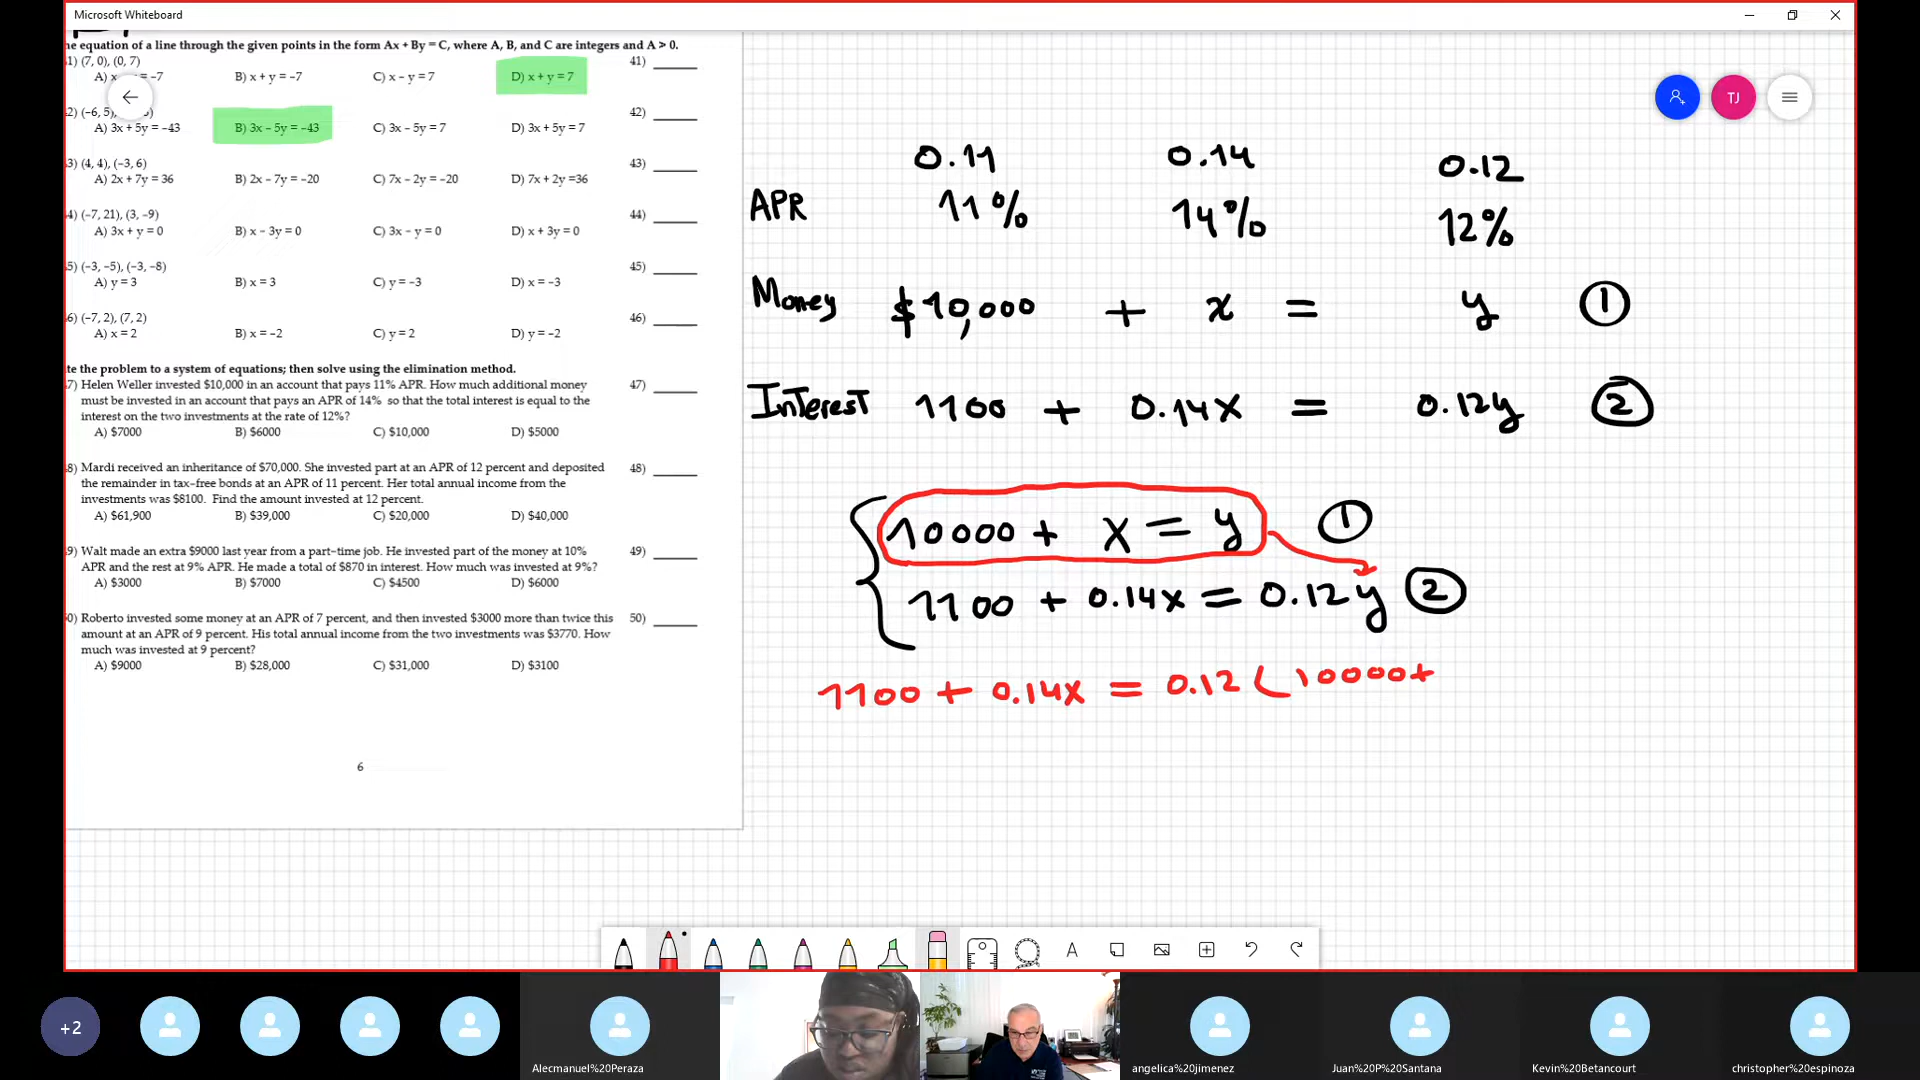 Microsoft Whiteboard
he equation of a line through the given points in the form Ax + By = C, where A, B, and C are integers and A > 0.
1) (7, 0), (0, 7) 41)
A) x = -7 B) x + y = -7 C) x - y = 7 D) x + y = 7
2) (-6, 5), 42)
A) 3x + 5y = -43 B) 3x - 5y = -43 C) 3x - 5y = 7 D) 3x + 5y = 7
3) (4, 4), (-3, 6) 43)
A) 2x + 7y = 36 B) 2x - 7y = -20 C) 7x - 2y = -20 D) 7x + 2y =36
4) (-7, 21), (3, -9) 44)
A) 3x + y = 0 B) x - 3y = 0 C) 3x - y = 0 D) x + 3y = 0
5) (-3, -5), (-3, -8) 45)
A) y = 3 B) x = 3 C) y = -3 D) x = -3
6) (-7, 2), (7, 2) 46)
A) x = 2 B) x = -2 C) y = 2 D) y = -2
te the problem to a system of equations; then solve using the elimination method.
7) Helen Weller invested $10,000 in an account that pays 11% APR. How much additional money 47)
must be invested in an account that pays an APR of 14% so that the total interest is equal to the
interest on the two investments at the rate of 12%?
A) $7000 B) $6000 C) $10,000 D) $5000
8) Mardi received an inheritance of $70,000. She invested part at an APR of 12 percent and deposited 48)
the remainder in tax-free bonds at an APR of 11 percent. Her total annual income from the
investments was $8100. Find the amount invested at 12 percent.
A) $61,900 B) $39,000 C) $20,000 D) $40,000
9) Walt made an extra $9000 last year from a part-time job. He invested part of the money at 10% 49)
APR and the rest at 9% APR. He made a total of $870 in interest. How much was invested at 9%?
A) $3000 B) $7000 C) $4500 D) $6000
0) Roberto invested some money at an APR of 7 percent, and then invested $3000 more than twice this 50)
amount at an APR of 9 percent. His total annual income from the two investments was $3770. How
much was invested at 9 percent?
A) $9000 B) $28,000 C) $31,000 D) $3100
6
TJ
0.11 0.14 0.12
APR 11% 14% 12%
Money $10,000 + x = y 1
Interest 1100 + 0.14x = 0.12y 2
10000 + x = y 1
1100 + 0.14x = 0.12y 2
1100 + 0.14x = 0.12 (10000+
A
+2
Alecmanuel%20Peraza
angelica%20jimenez
Juan%20P%20Santana
Kevin%20Betancourt
christopher%20espinoza